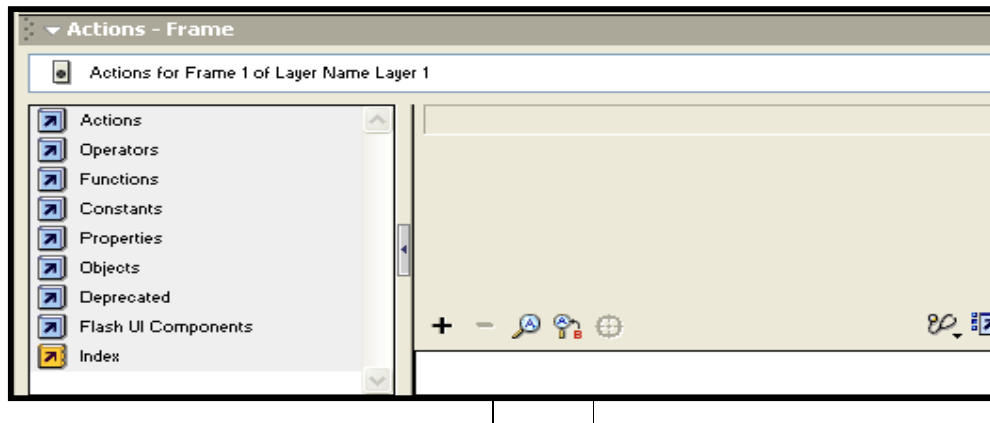 Actions - Frame
Actions for Frame 1 of Layer Name Layer 1
Actions
Operators
Functions
Constants
Properties
Objects
Deprecated
Flash UI Components
Index